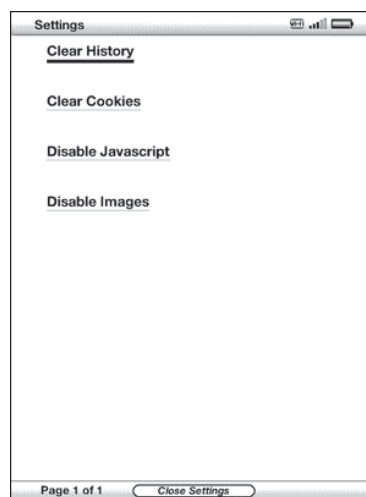 Settings
Clear History
Clear Cookies
Disable Javascript
Disable Images
Page 1 of 1 Close Settings